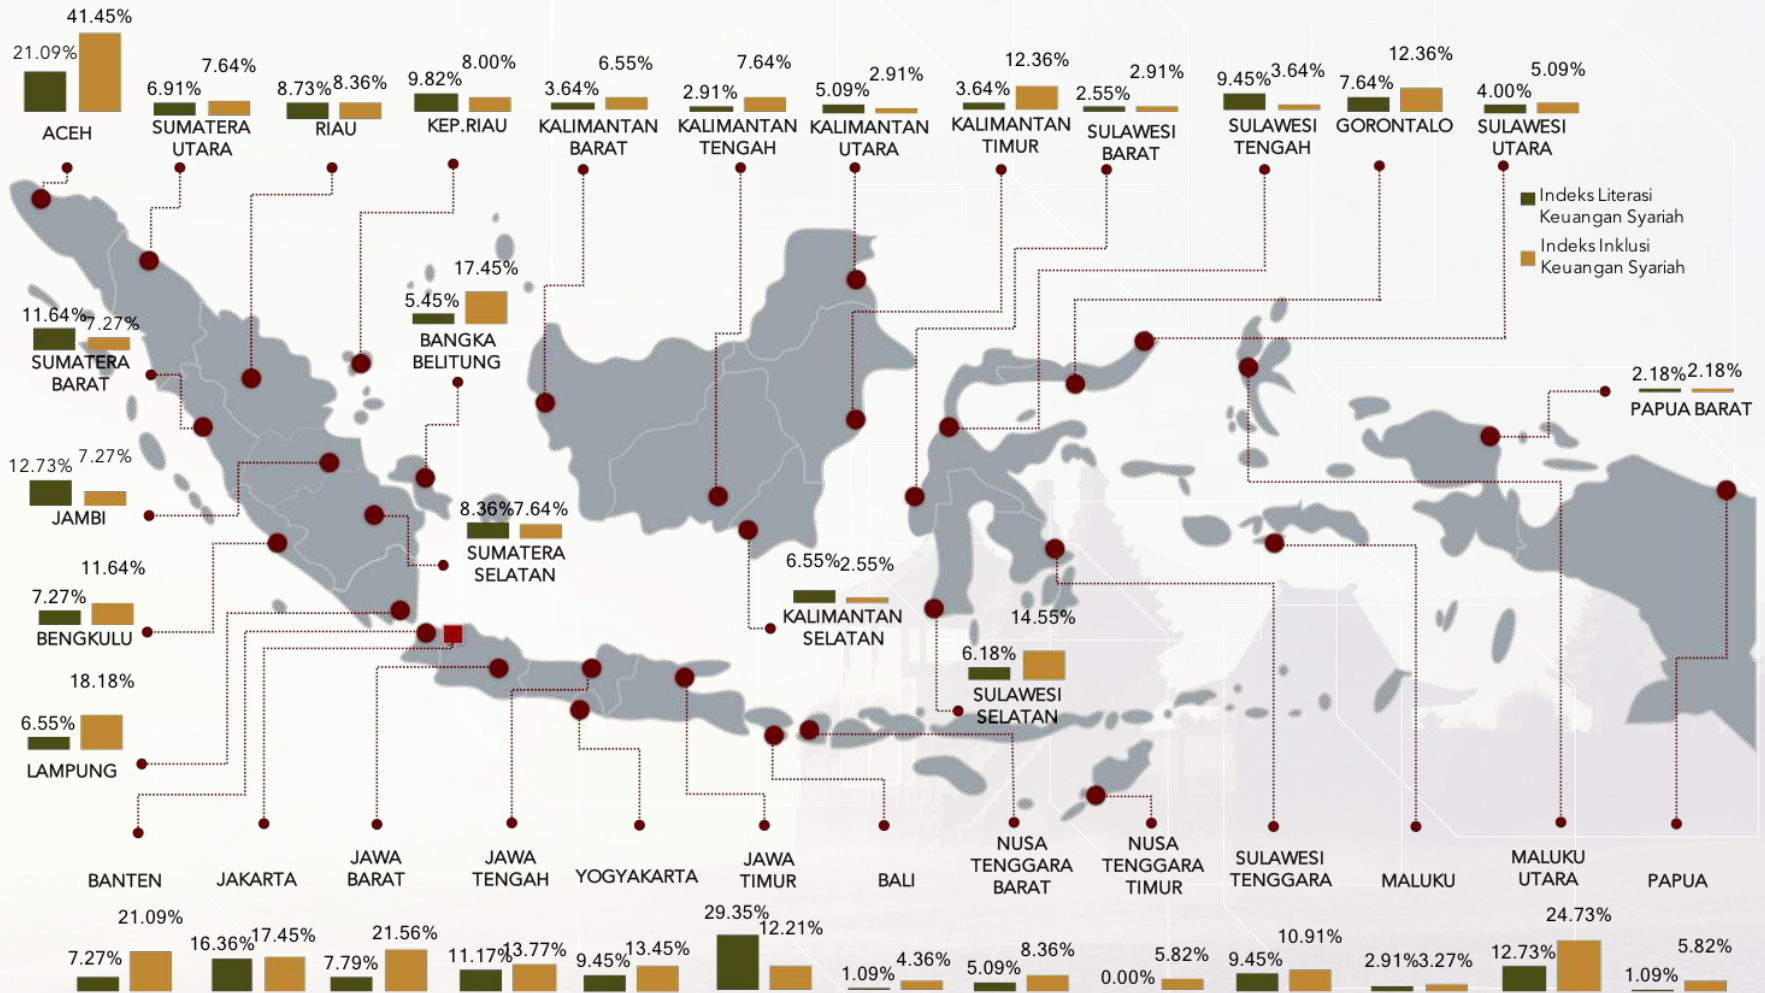 41.45%
21.09%
ACEH
7.64%
6.91%
SUMATERA
UTARA
8.73%
8.36%
RIAU
9.82%
8.00%
KEP.RIAU
6.55%
3.64%
KALIMANTAN
BARAT
7.64%
2.91%
KALIMANTAN
TENGAH
5.09%
2.91%
KALIMANTAN
UTARA
12.36%
3.64%
KALIMANTAN
TIMUR
2.91%
2.55%
SULAWESI
BARAT
9.45%
3.64%
SULAWESI
TENGAH
12.36%
7.64%
GORONTALO
5.09%
4.00%
SULAWESI
UTARA
Indeks Literasi
Keuangan Syariah
Indeks Inklusi
Keuangan Syariah
17.45%
5.45%
BANGKA
BELITUNG
11.64%
7.27%
SUMATERA
BARAT
2.18%
2.18%
PAPUA BARAT
12.73%
7.27%
JAMBI
8.36%
7.64%
SUMATERA
SELATAN
11.64%
7.27%
BENGKULU
6.55%
2.55%
KALIMANTAN
SELATAN
14.55%
6.18%
SULAWESI
SELATAN
18.18%
6.55%
LAMPUNG
BANTEN
21.09%
7.27%
JAKARTA
16.36%
17.45%
JAWA
BARAT
21.56%
7.79%
JAWA
TENGAH
11.17%
13.77%
YOGYAKARTA
9.45%
13.45%
JAWA
TIMUR
29.35%
12.21%
BALI
1.09%
4.36%
NUSA
TENGGARA
BARAT
5.09%
8.36%
NUSA
TENGGARA
TIMUR
0.00%
5.82%
SULAWESI
TENGGARA
9.45%
10.91%
MALUKU
2.91%
3.27%
MALUKU
UTARA
24.73%
12.73%
PAPUA
1.09%
5.82%